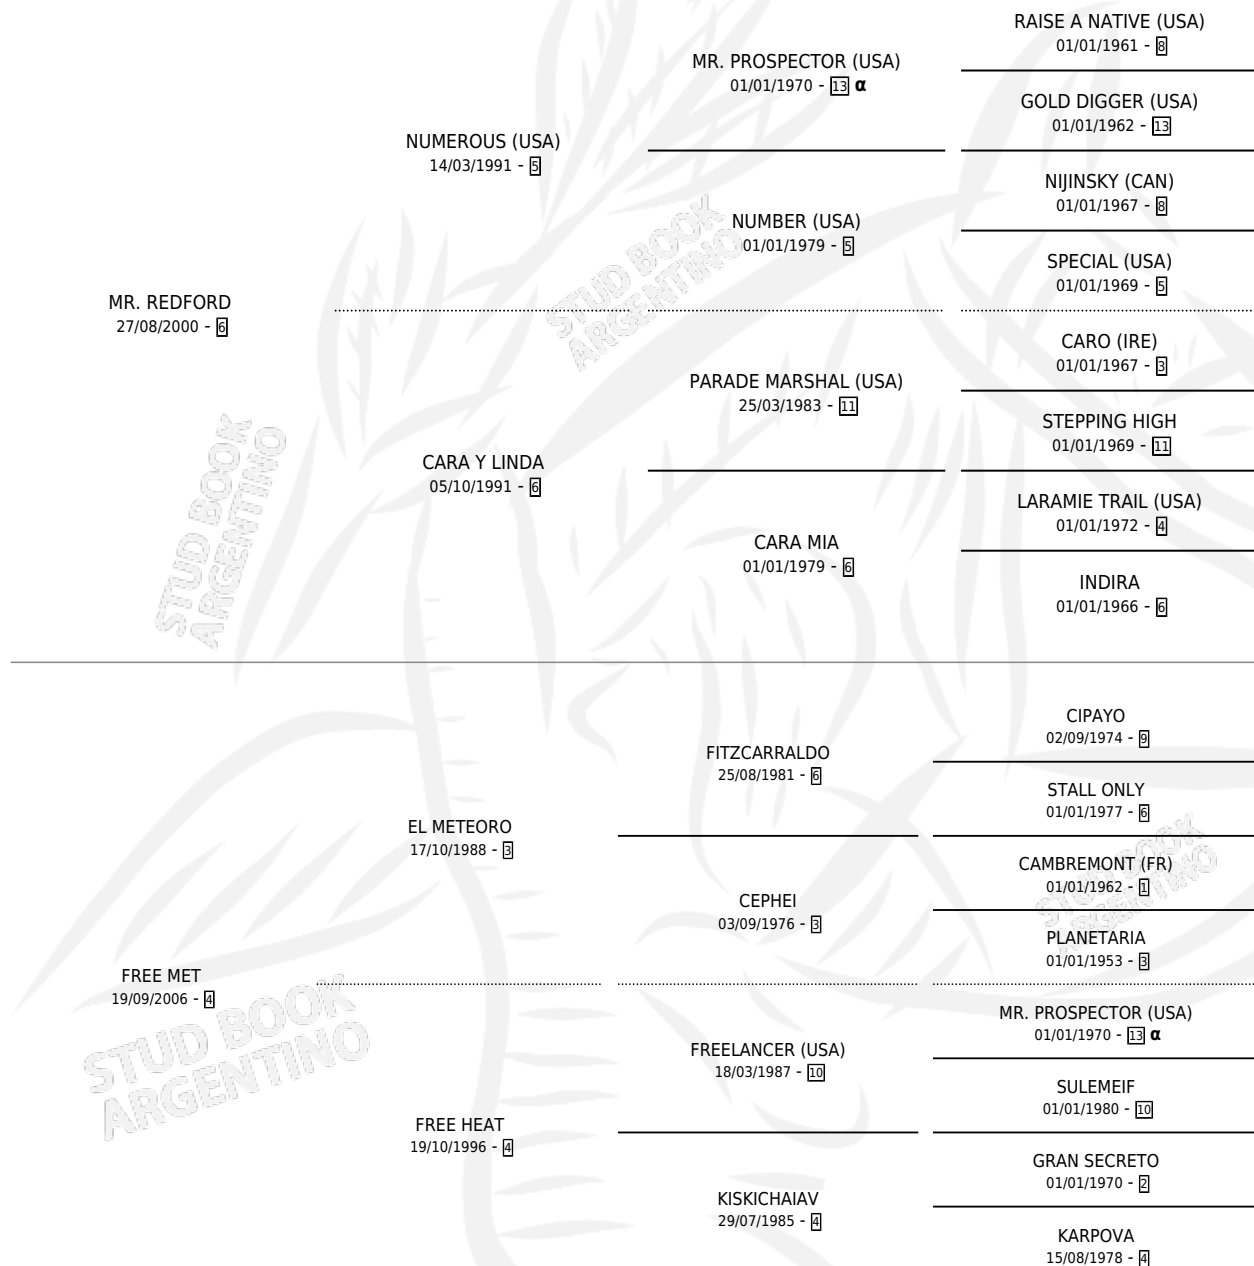 RAISE A NATIVE (USA)
01/01/1961 - 8
MR. PROSPECTOR (USA)
01/01/1970 - 13 α
GOLD DIGGER (USA)
01/01/1962 - 13
NUMEROUS (USA)
14/03/1991 - 5
NIJINSKY (CAN)
01/01/1967 - 8
NUMBER (USA)
01/01/1979 - 5
SPECIAL (USA)
01/01/1969 - 5
MR. REDFORD
27/08/2000 - 6
CARO (IRE)
01/01/1967 - 3
PARADE MARSHAL (USA)
25/03/1983 - 11
STEPPING HIGH
01/01/1969 - 11
CARA Y LINDA
05/10/1991 - 6
LARAMIE TRAIL (USA)
01/01/1972 - 4
CARA MIA
01/01/1979 - 6
INDIRA
01/01/1966 - 6
STUD BOOK
ARGENTINO
STUD BOOK
ARGENTINO
CIPAYO
02/09/1974 - 9
FITZCARRALDO
25/08/1981 - 6
STALL ONLY
01/01/1977 - 6
EL METEORO
17/10/1988 - 3
CAMBREMONT (FR)
01/01/1962 - 1
CEPHEI
03/09/1976 - 3
PLANETARIA
01/01/1953 - 3
FREE MET
19/09/2006 - 4
MR. PROSPECTOR (USA)
01/01/1970 - 13 α
FREELANCER (USA)
18/03/1987 - 10
SULEMEIF
01/01/1980 - 10
FREE HEAT
19/10/1996 - 4
GRAN SECRETO
01/01/1970 - 2
KISKICHAIAV
29/07/1985 - 4
KARPOVA
15/08/1978 - 4
STUD BOOK
ARGENTINO
STUD BOOK
ARGENTINO